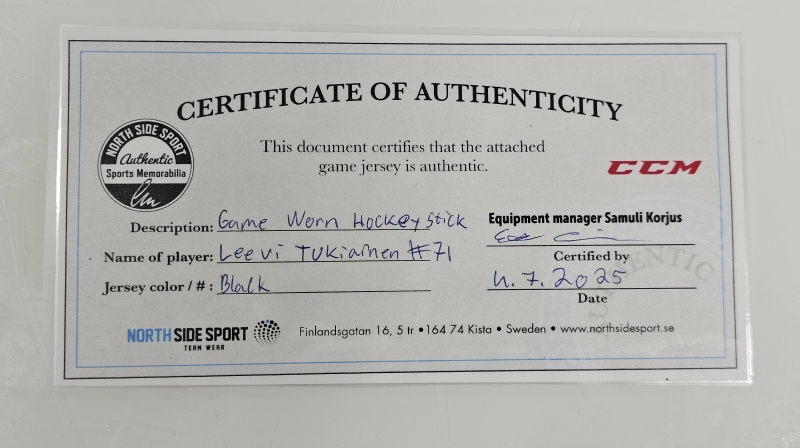 CERTIFICATE OF AUTHENTICITY
NORTH SIDE SPORT
Authentic
Sports Memorabilia
This document certifies that the attached
game jersey is authentic.
CCM
Description: Game Worn Hockey Stick
Name of player: Leevi Tukiainen #71
Jersey color / # : Black
Equipment manager Samuli Korjus
Certified by
4.7.2025
Date
NORTH SIDE SPORT
TEAM WEAR
Finlandsgatan 16, 5 tr • 164 74 Kista • Sweden • www.northsidesport.se